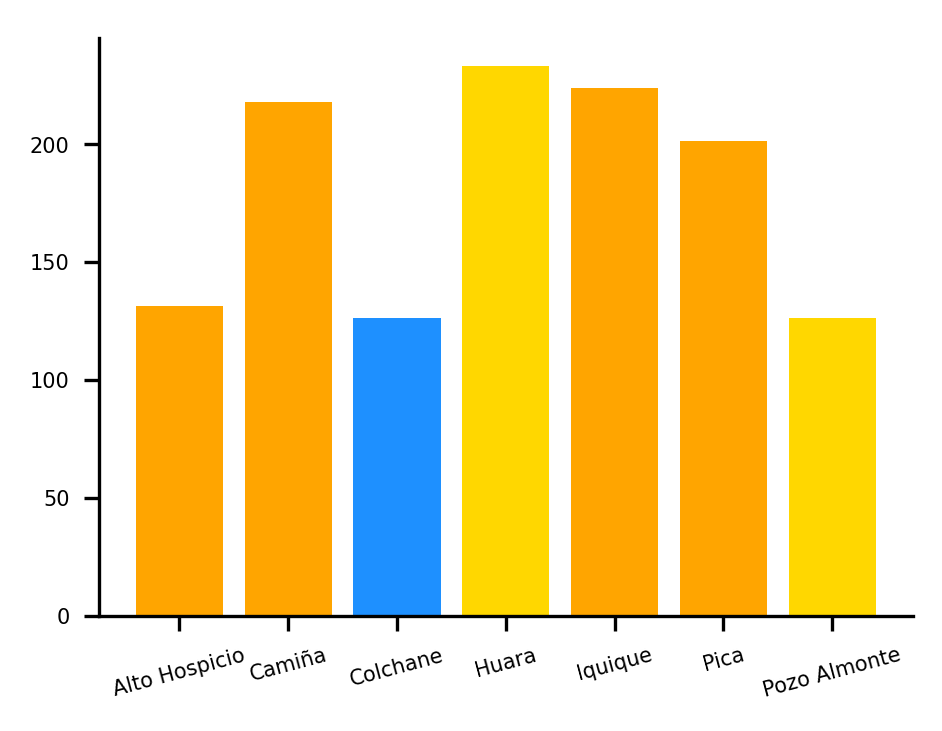 200
150
100
50
0
Alto Hospicio
Camiña
Colchane
Huara
Iquique
Pica
Pozo Almonte